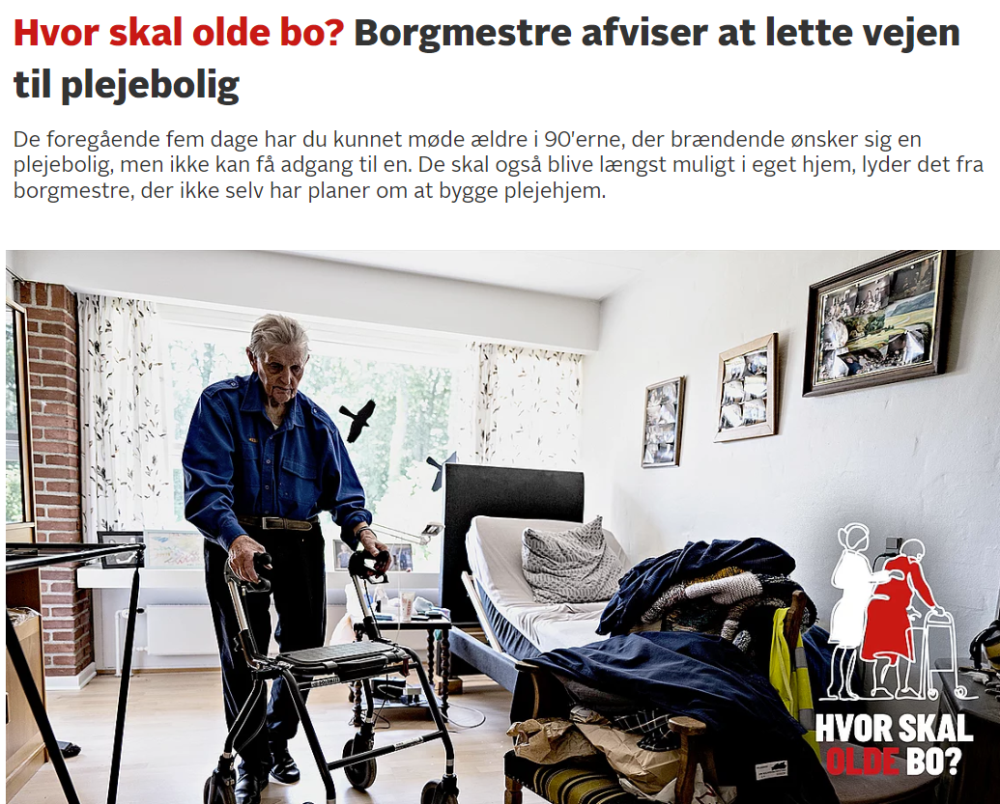 Hvor skal olde bo? Borgmestre afviser at lette vejen
til plejebolig
De foregående fem dage har du kunnet møde ældre i 90'erne, der brændende ønsker sig en
plejebolig, men ikke kan få adgang til en. De skal også blive længst muligt i eget hjem, lyder det fra
borgmestre, der ikke selv har planer om at bygge plejehjem.
HVOR SKAL
OLDE BO?